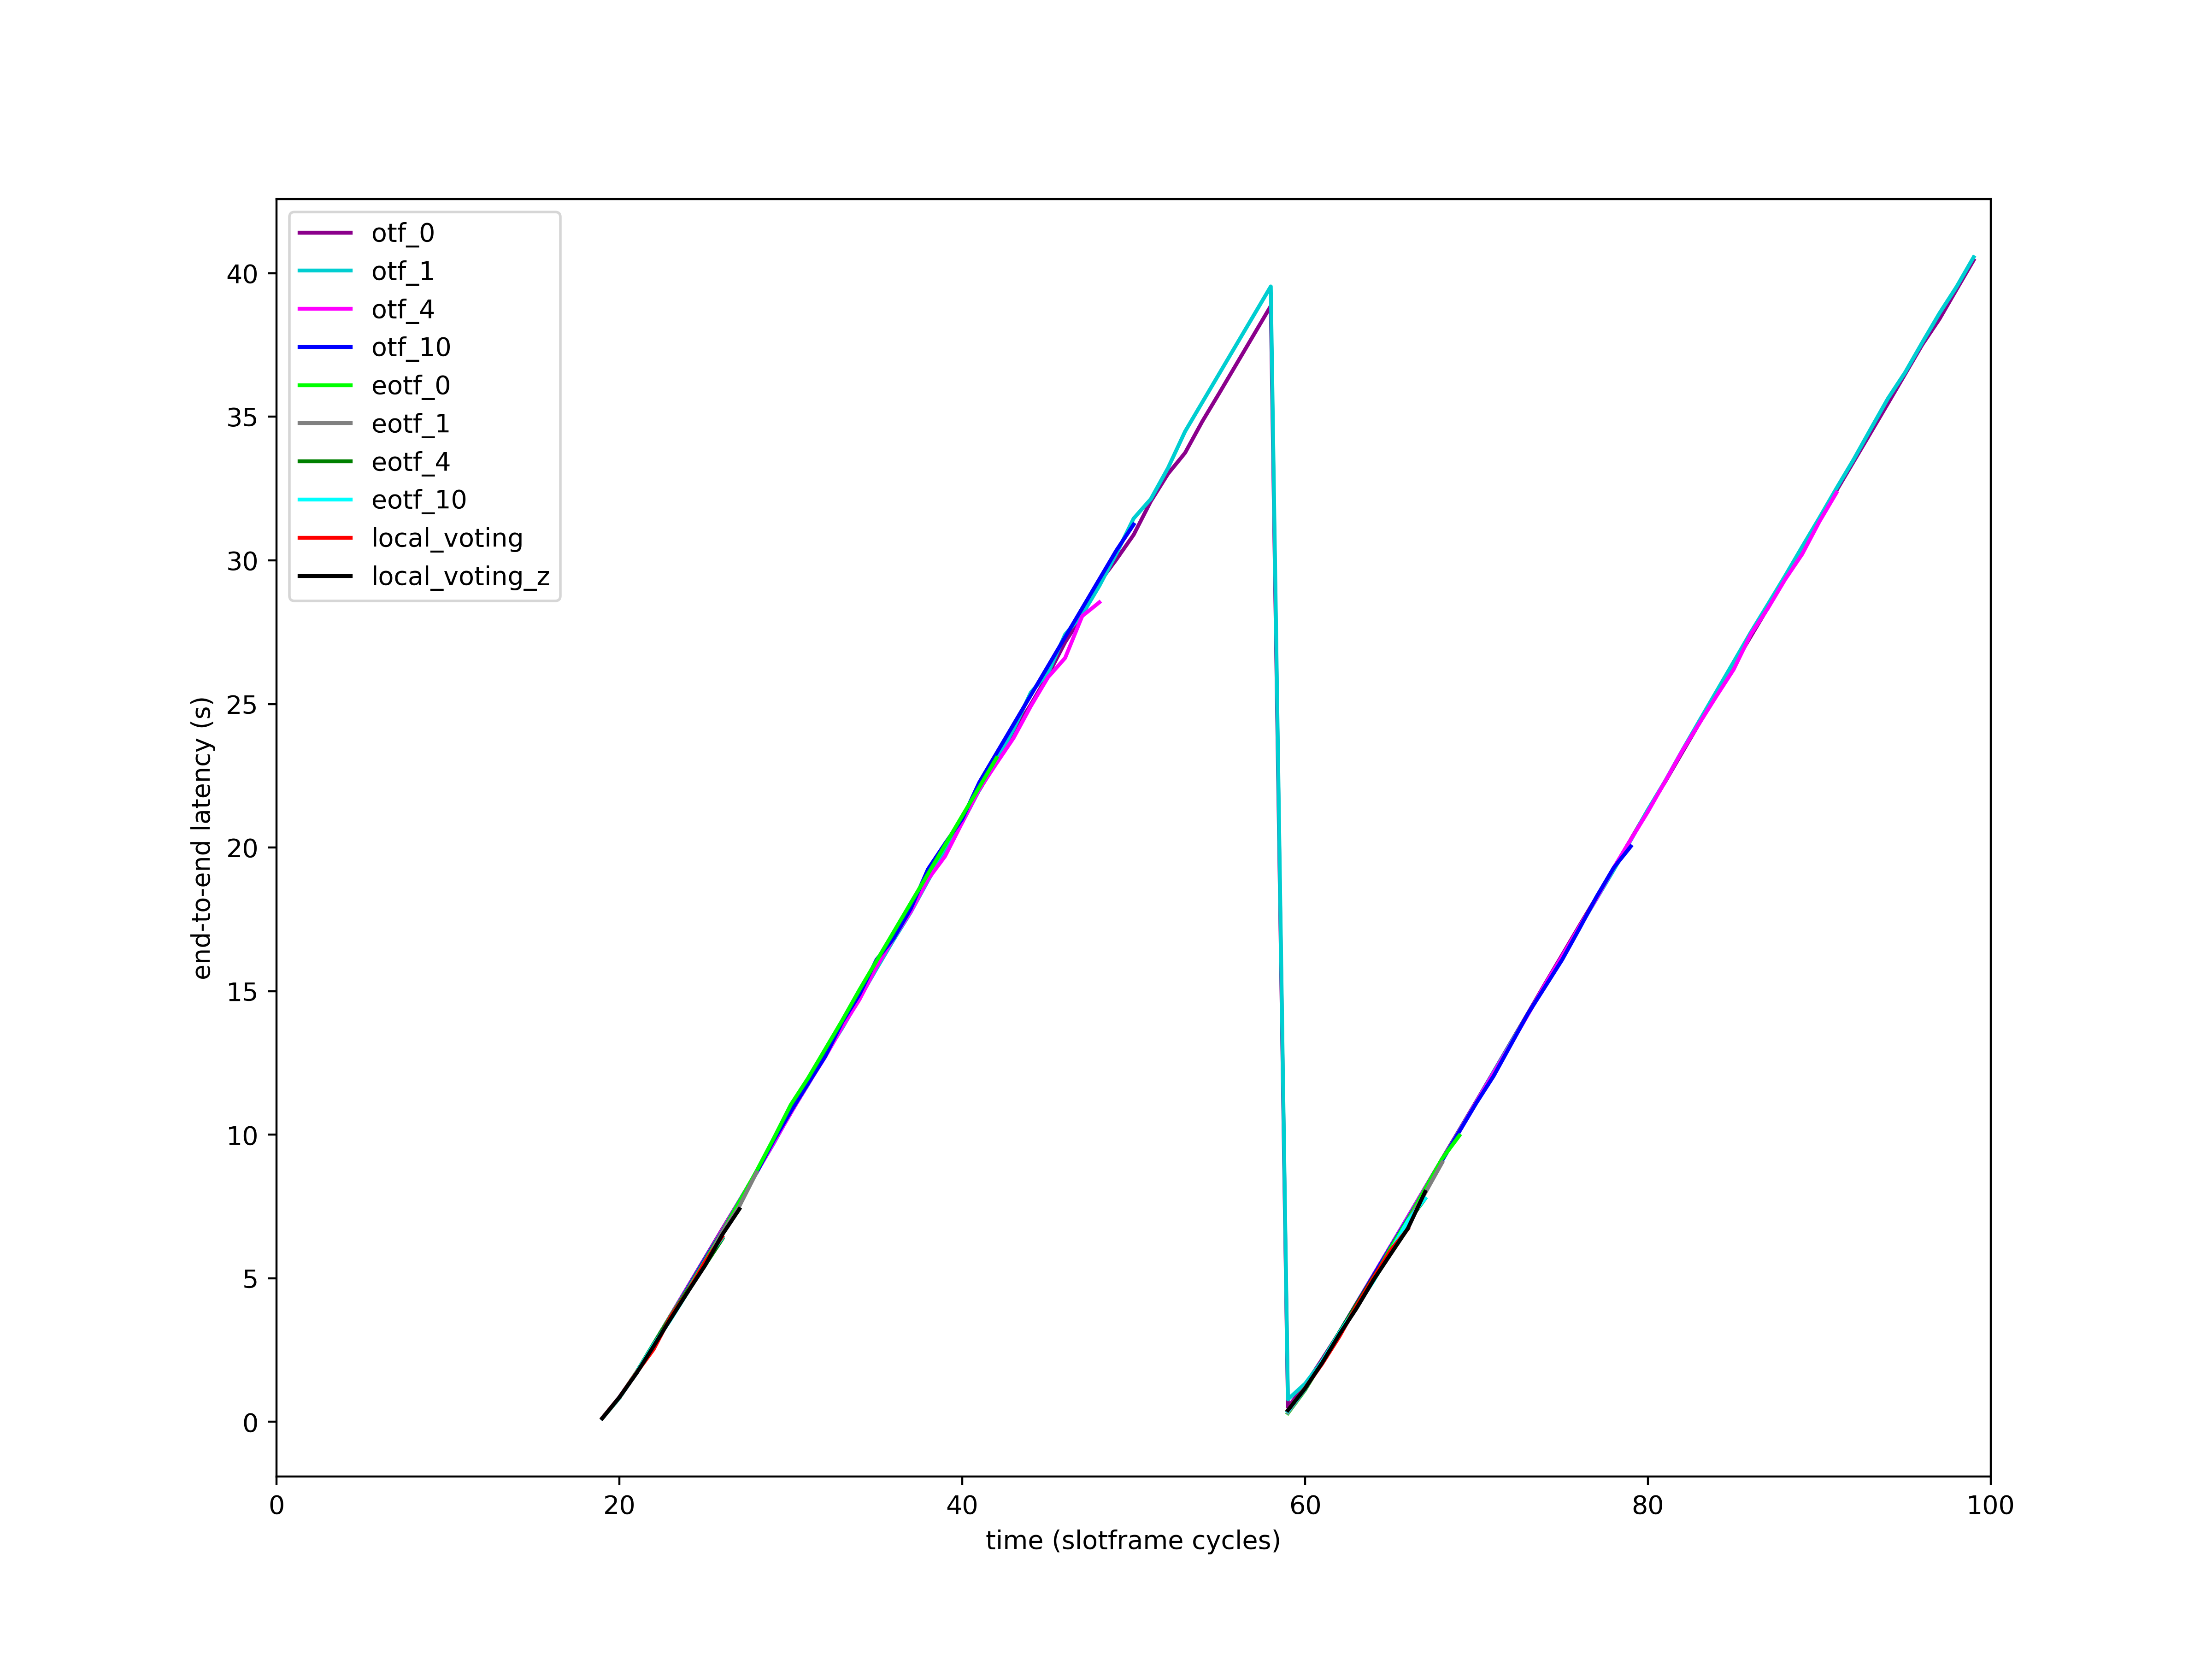 otf_0
otf_1
otf_4
otf_10
eotf_0
eotf_1
eotf_4
eotf_10
local_voting
local_voting_z
40
35
30
25
20
15
10
5
0
end-to-end latency (s)
0 20 40 60 80 100
time (slotframe cycles)